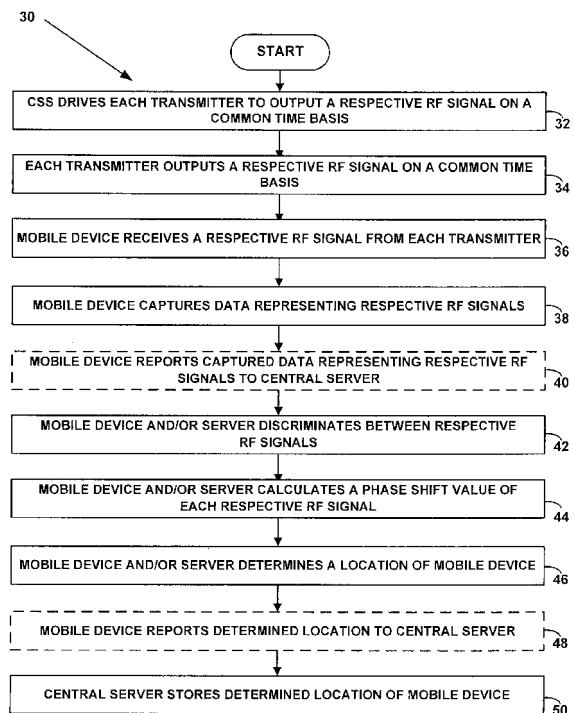 30
START
CSS DRIVES EACH TRANSMITTER TO OUTPUT A RESPECTIVE RF SIGNAL ON A
COMMON TIME BASIS
32
EACH TRANSMITTER OUTPUTS A RESPECTIVE RF SIGNAL ON A COMMON TIME
BASIS
34
MOBILE DEVICE RECEIVES A RESPECTIVE RF SIGNAL FROM EACH TRANSMITTER
36
MOBILE DEVICE CAPTURES DATA REPRESENTING RESPECTIVE RF SIGNALS
38
MOBILE DEVICE REPORTS CAPTURED DATA REPRESENTING RESPECTIVE RF
SIGNALS TO CENTRAL SERVER
40
MOBILE DEVICE AND/OR SERVER DISCRIMINATES BETWEEN RESPECTIVE
RF SIGNALS
42
MOBILE DEVICE AND/OR SERVER CALCULATES A PHASE SHIFT VALUE OF
EACH RESPECTIVE RF SIGNAL
44
MOBILE DEVICE AND/OR SERVER DETERMINES A LOCATION OF MOBILE DEVICE
46
MOBILE DEVICE REPORTS DETERMINED LOCATION TO CENTRAL SERVER
48
CENTRAL SERVER STORES DETERMINED LOCATION OF MOBILE DEVICE
50